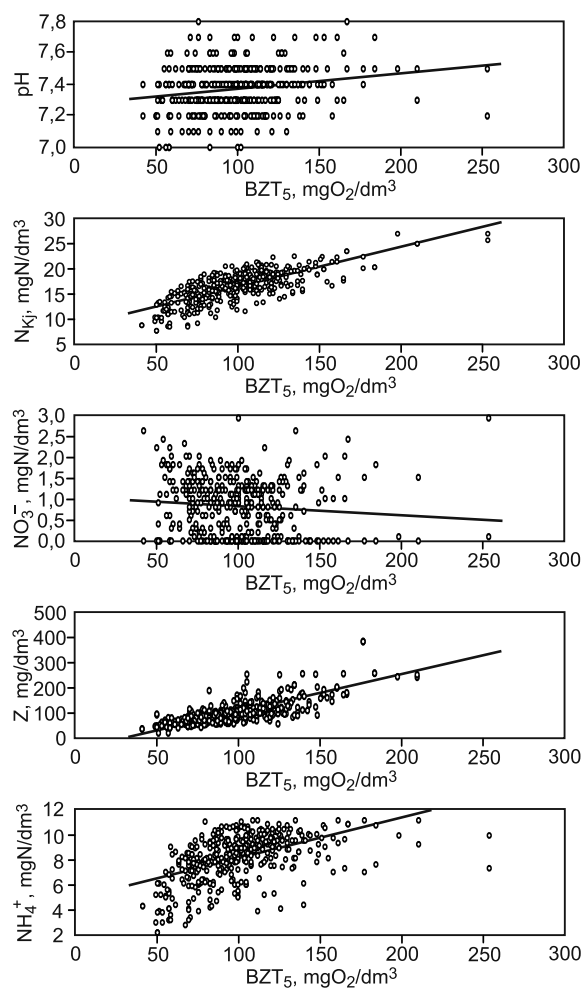 7,8
7,6
7,4
7,2
7,0
pH
50 100 150 200 250 300
BZT5, mgO2/dm3
30
25
20
15
10
5
NKj, mgN/dm3
0 50 100 150 200 250 300
BZT5, mgO2/dm3
3,0
2,5
2,0
1,5
1,0
0,5
0,0
NO3-, mgN/dm3
0 50 100 150 200 250 300
BZT5, mgO2/dm3
500
400
300
200
100
0
Z, mg/dm3
0 50 100 150 200 250 300
BZT5, mgO2/dm3
12
10
8
6
4
2
NH4+, mgN/dm3
0 50 100 150 200 250 300
BZT5, mgO2/dm3